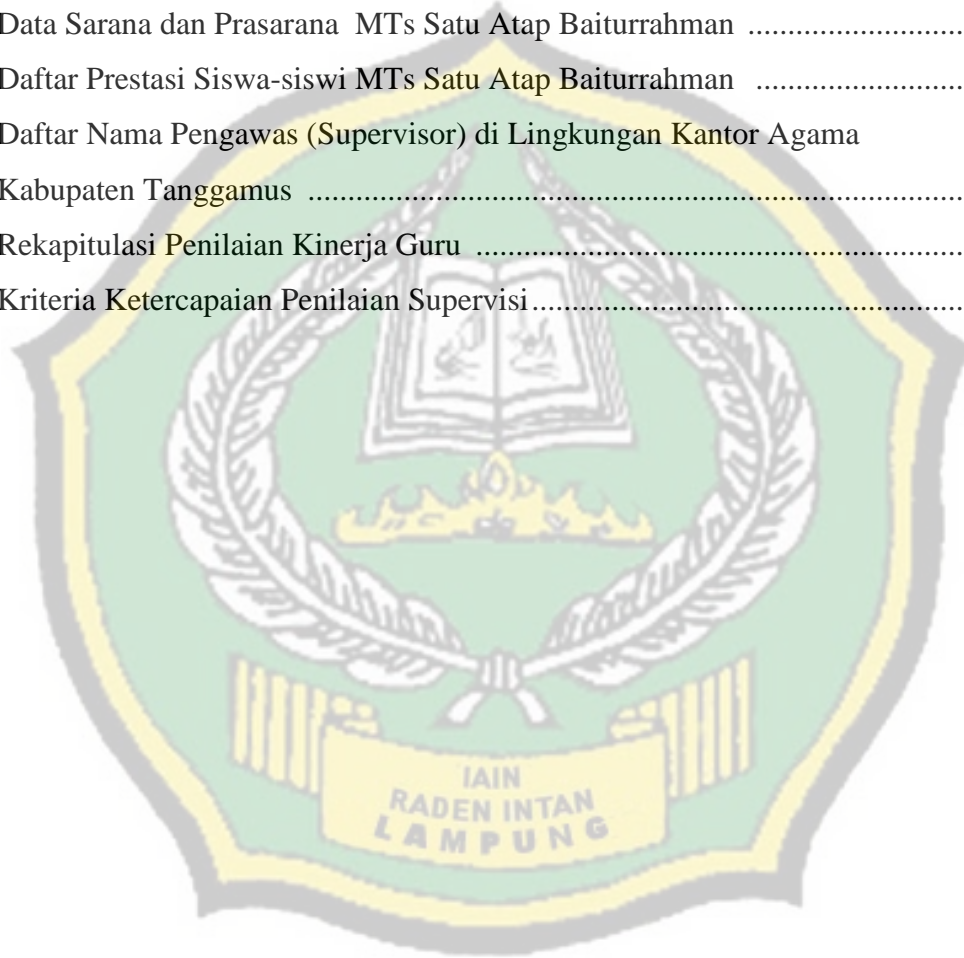 Data Sarana dan Prasarana  MTs Satu Atap Baiturrahman ...........................
Daftar Prestasi Siswa-siswi MTs Satu Atap Baiturrahman ..........................
Daftar Nama Pengawas (Supervisor) di Lingkungan Kantor Agama
Kabupaten Tanggamus ..................................................................................
Rekapitulasi Penilaian Kinerja Guru .............................................................
Kriteria Ketercapaian Penilaian Supervisi......................................................
IAIN
RADEN INTAN
LAMPUNG